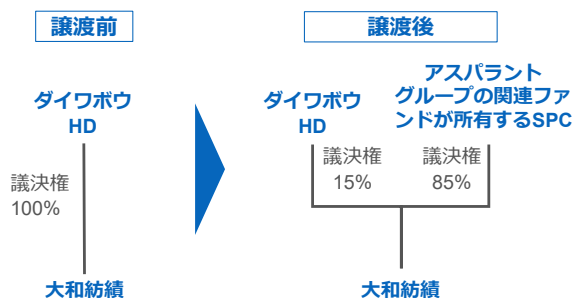 譲渡前
ダイワボウ
HD
議決権
100%
大和紡績
譲渡後
ダイワボウ
HD
アスパラント
グループの関連ファ
ンドが所有するSPC
議決権
15%
議決権
85%
大和紡績